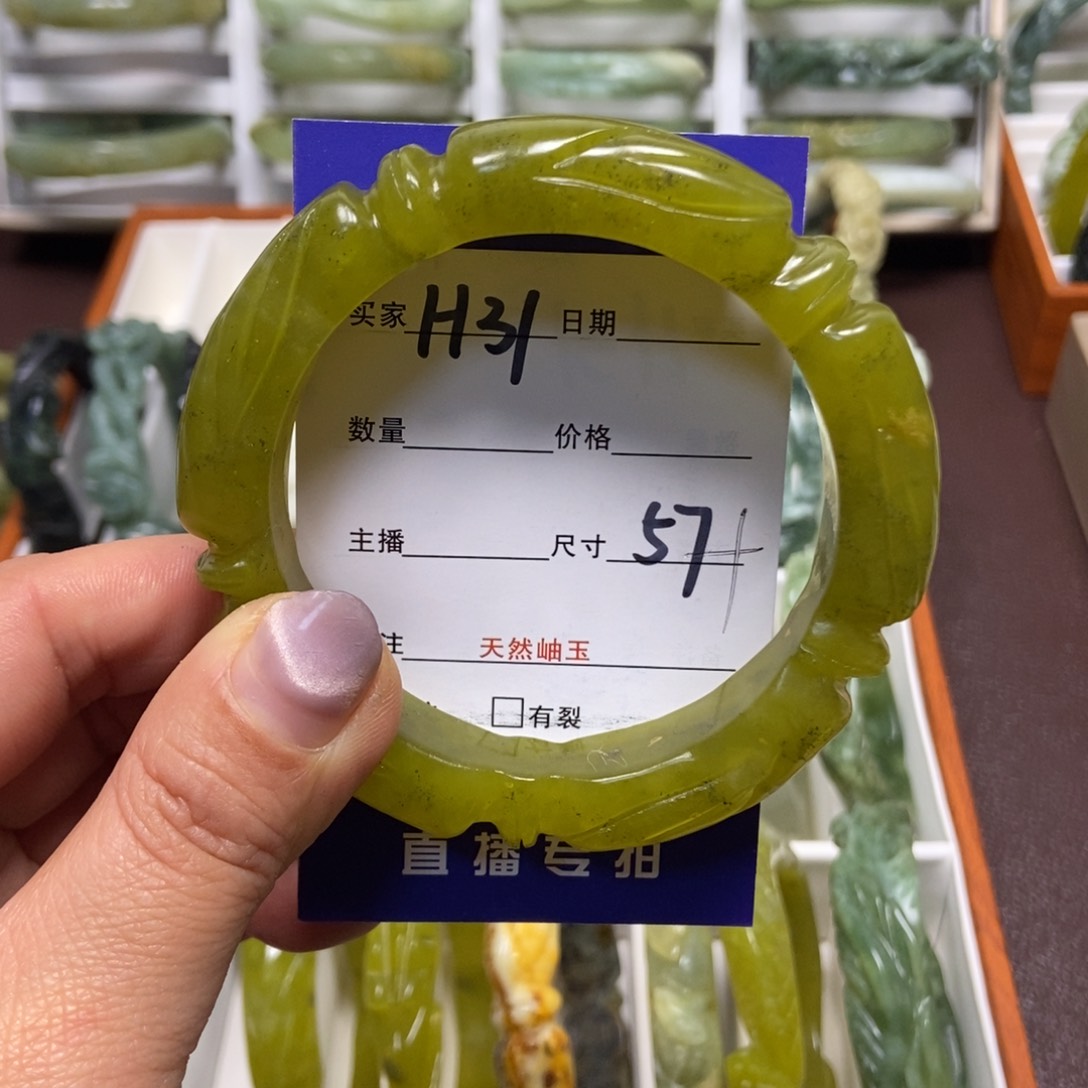 买家 H31 日期
数量 价格
主播 尺寸 57+
注 天然岫玉
□有裂
直播专拍